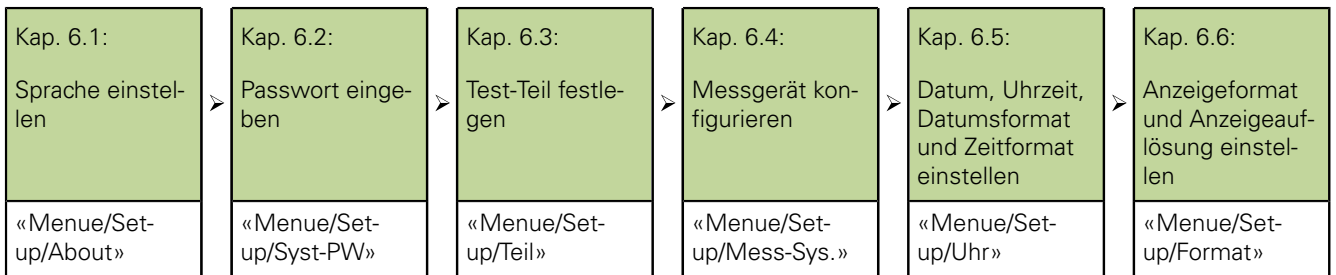 Kap. 6.1:
Sprache einstel-
len
«Menue/Set-
up/About»
➢
Kap. 6.2:
Passwort einge-
ben
«Menue/Set-
up/Syst-PW»
➢
Kap. 6.3:
Test-Teil festle-
gen
«Menue/Set-
up/Teil»
➢
Kap. 6.4:
Messgerät kon-
figurieren
«Menue/Set-
up/Mess-Sys.»
➢
Kap. 6.5:
Datum, Uhrzeit,
Datumsformat
und Zeitformat
einstellen
«Menue/Set-
up/Uhr»
➢
Kap. 6.6:
Anzeigeformat
und Anzeigeauf-
lösung einstel-
len
«Menue/Set-
up/Format»